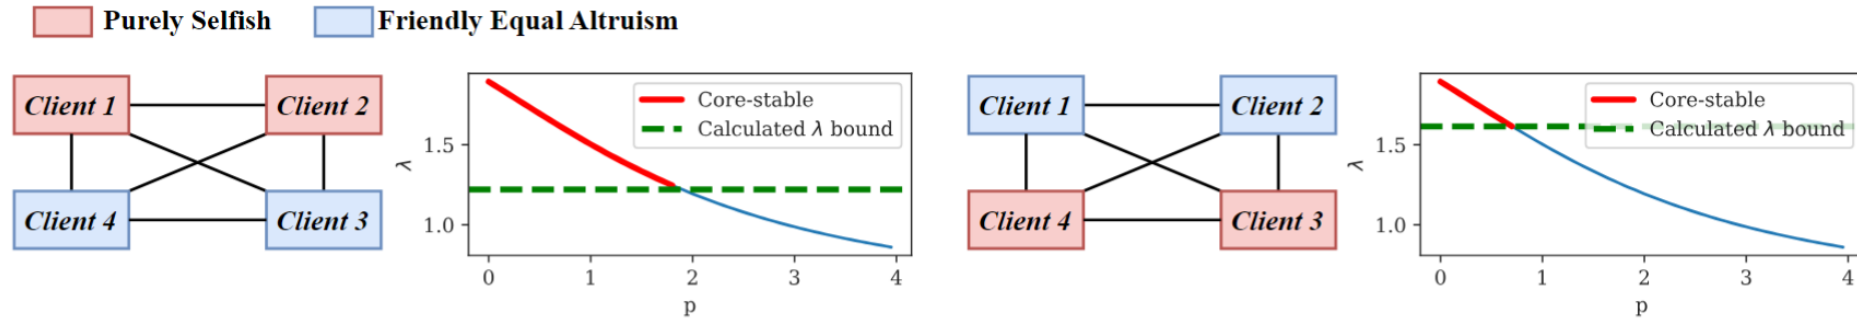 Purely Selfish
Friendly Equal Altruism
Client 1
Client 2
Client 4
Client 3
Core-stable
Calculated λ bound
1.5
1.0
λ
0 1 2 3 4
p
Client 1
Client 2
Client 4
Client 3
Core-stable
Calculated λ bound
1.5
1.0
λ
0 1 2 3 4
p